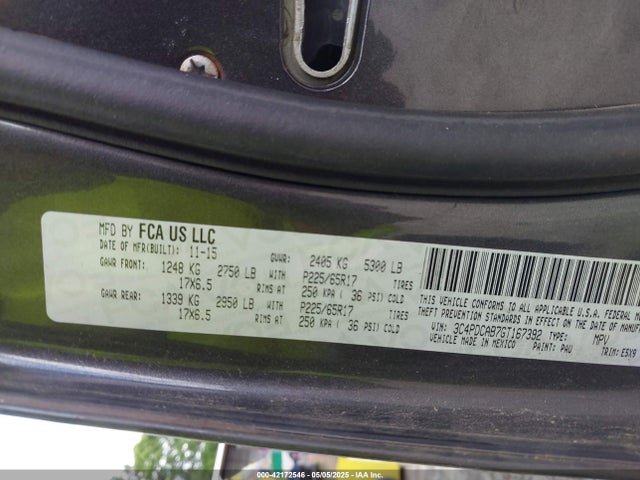 MFD BY FCA US LLC
DATE OF MFR(BUILT): 11-15
GVWR: 2405 KG 5300 LB
GAWR FRONT: 1248 KG 2750 LB WITH P225/65R17 TIRES
17X6.5 RIMS AT 250 KPA ( 36 PSI) COLD
GAWR REAR: 1339 KG 2950 LB WITH P225/65R17 TIRES
17X6.5 RIMS AT 250 KPA ( 36 PSI) COLD
THIS VEHICLE CONFORMS TO ALL APPLICABLE U.S.A. FEDERAL
THEFT PREVENTION STANDARDS IN EFFECT ON THE DATE OF
VIN: 3C4PDCAB7GT167392 TYPE: MPV
VEHICLE MADE IN MEXICO PAINT: PAU TRIM: E5X9
000-42172546 - 05/05/2025 - IAAI.com